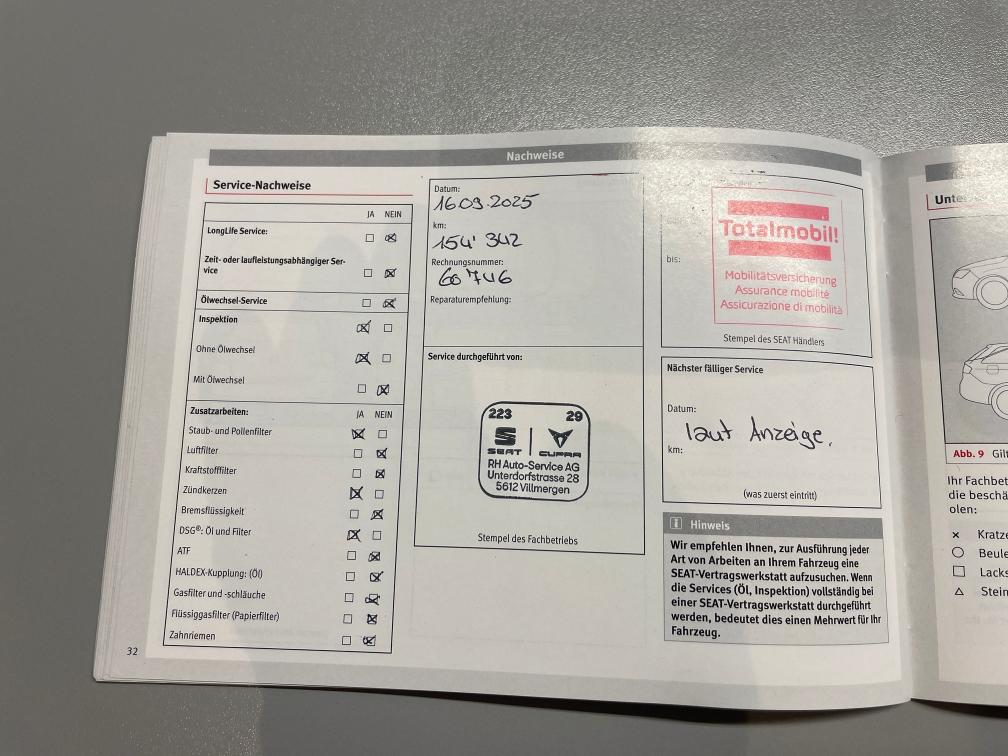 Nachweise
Service-Nachweise
JA NEIN
LongLife Service:
Zeit- oder laufleistungsabhängiger Ser-
vice
Ölwechsel-Service
Inspektion
Ohne Ölwechsel
Mit Ölwechsel
Zusatzarbeiten: JA NEIN
Staub- und Pollenfilter
Luftfilter
Kraftstofffilter
Zündkerzen
Bremsflüssigkeit
DSG®: Öl und Filter
ATF
HALDEX-Kupplung: (Öl)
Gasfilter und -schläuche
Flüssiggasfilter (Papierfilter)
Zahnriemen
32
Datum:
16.09.2025
km:
154' 342
Rechnungsnummer:
Reparaturempfehlung:
Service durchgeführt von:
223 29
SEAT CUPRA
RH Auto-Service AG
Unterdorfstrasse 28
5612 Villmergen
Stempel des Fachbetriebs
bis:
Totalmobil!
Mobilitätsversicherung
Assurance mobilité
Assicurazione di mobilità
Stempel des SEAT Händlers
Nächster fälliger Service
Datum:
laut Anzeige.
km:
(was zuerst eintritt)
Hinweis
Wir empfehlen Ihnen, zur Ausführung jeder
Art von Arbeiten an Ihrem Fahrzeug eine
SEAT-Vertragswerkstatt aufzusuchen. Wenn
die Services (Öl, Inspektion) vollständig bei
einer SEAT-Vertragswerkstatt durchgeführt
werden, bedeutet dies einen Mehrwert für Ihr
Fahrzeug.
Abb. 9
Ihr Fachbet
die beschä
olen:
Kratze
Beule
Lacks
Stein